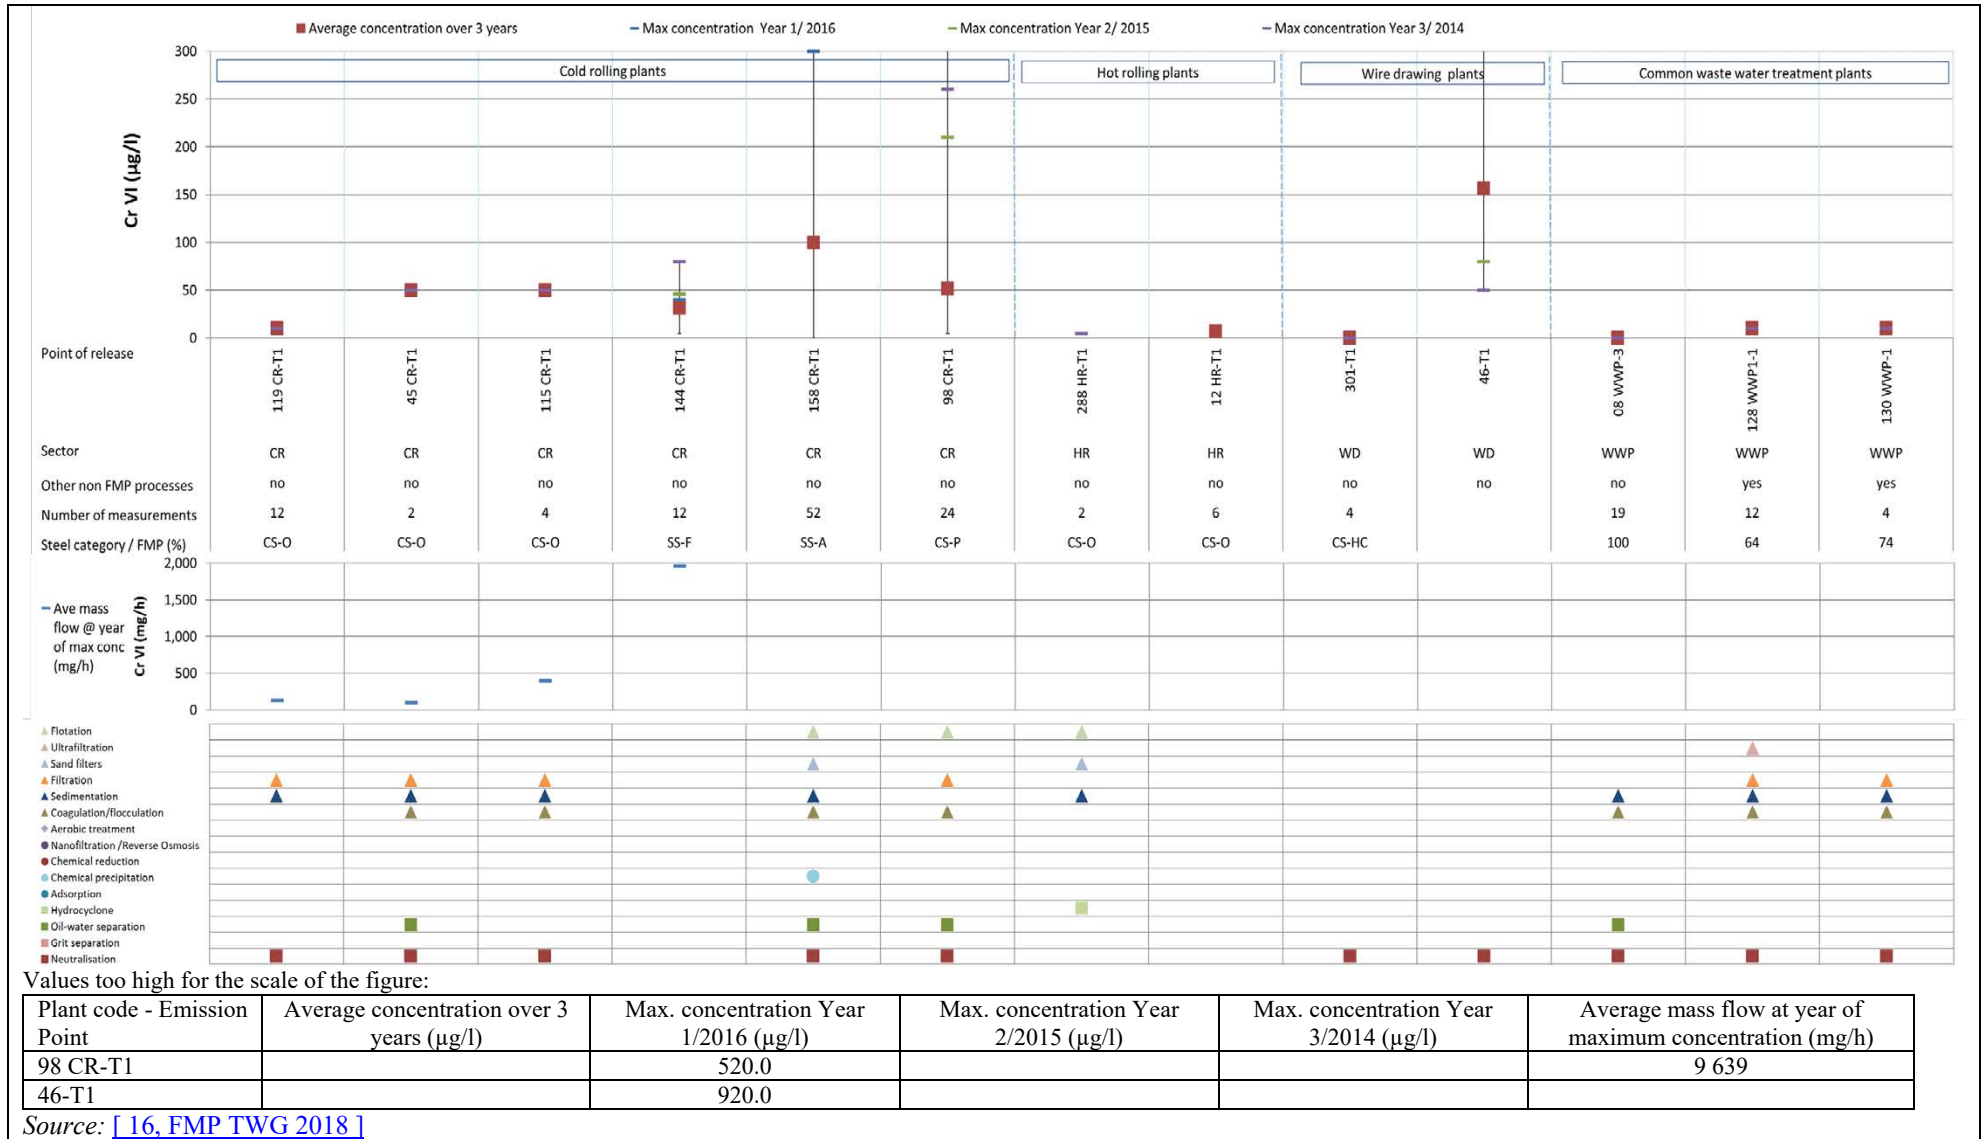 Average concentration over 3 years Max concentration Year 1/ 2016 Max concentration Year 2/ 2015 Max concentration Year 3/ 2014
300
Cold rolling plants Hot rolling plants Wire drawing plants Common waste water treatment plants
250
200
Cr VI (µg/l)
150
100
50
0
Point of release 119 CR-T1 45 CR-T1 115 CR-T1 144 CR-T1 158 CR-T1 98 CR-T1 288 HR-T1 12 HR-T1 301-T1 46-T1 08 WWP-3 128 WWP1-1 130 WWP-1
Sector CR CR CR CR CR CR HR HR WD WD WWP WWP WWP
Other non FMP processes no no no no no no no no no no no yes yes
Number of measurements 12 2 4 12 52 24 2 6 4 19 12 4
Steel category / FMP (%) CS-O CS-O CS-O SS-F SS-A CS-P CS-O CS-O CS-HC 100 64 74
2,000
1,500
Ave mass
flow @ year
of max conc
(mg/h)
Cr VI (mg/h)
1,000
500
0
Flotation
Ultrafiltration
Sand filters
Filtration
Sedimentation
Coagulation/flocculation
Aerobic treatment
Nanofiltration /Reverse Osmosis
Chemical reduction
Chemical precipitation
Adsorption
Hydrocyclone
Oil-water separation
Grit separation
Neutralisation
Values too high for the scale of the figure:
Plant code - Emission Point Average concentration over 3 years (µg/l) Max. concentration Year 1/2016 (µg/l) Max. concentration Year 2/2015 (µg/l) Max. concentration Year 3/2014 (µg/l) Average mass flow at year of maximum concentration (mg/h)
98 CR-T1 520.0 9 639
46-T1 920.0
Source: [ 16, FMP TWG 2018 ]